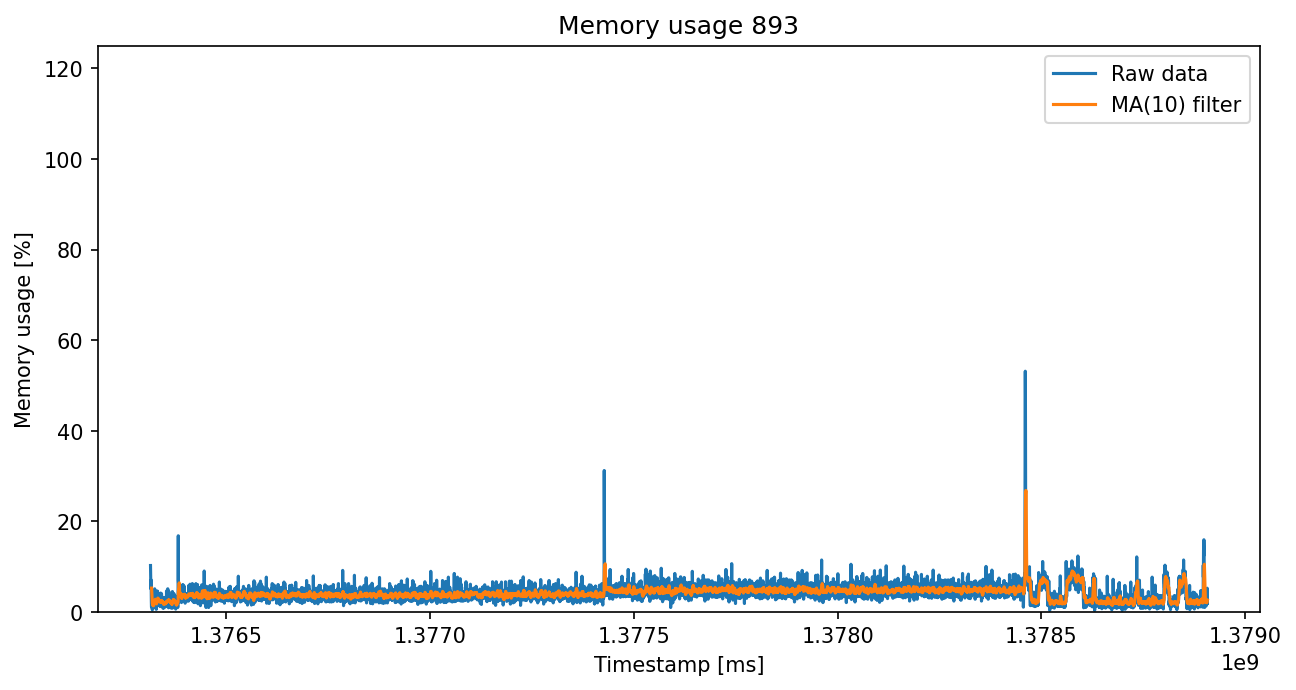 Memory usage 893
Raw data
MA(10) filter
Memory usage [%]
120
100
80
60
40
20
0
1.3765 1.3770 1.3775 1.3780 1.3785 1.3790
1e9
Timestamp [ms]